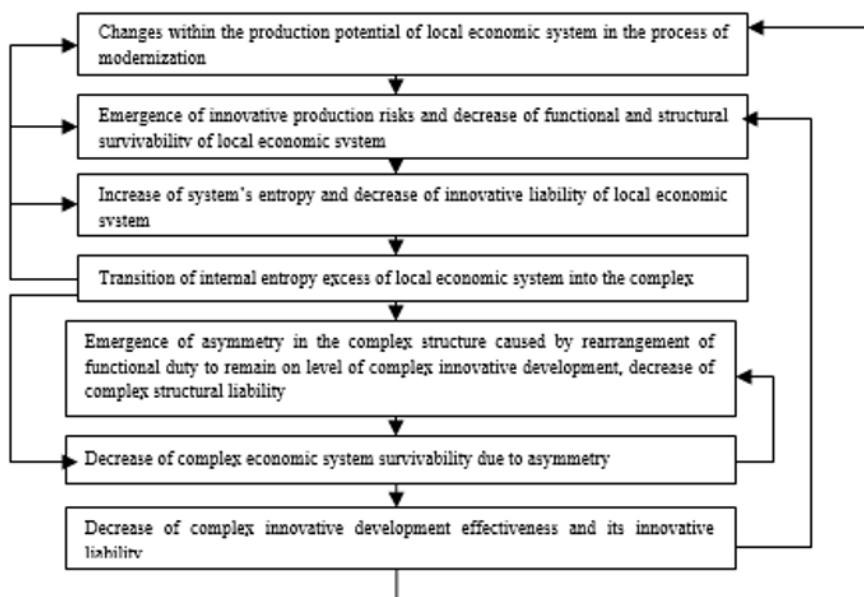 Changes within the production potential of local economic system in the process of
modernization
Emergence of innovative production risks and decrease of functional and structural
survivability of local economic system
Increase of system's entropy and decrease of innovative liability of local economic
system
Transition of internal entropy excess of local economic system into the complex
Emergence of asymmetry in the complex structure caused by rearrangement of
functional duty to remain on level of complex innovative development, decrease of
complex structural liability
Decrease of complex economic system survivability due to asymmetry
Decrease of complex innovative development effectiveness and its innovative
liability